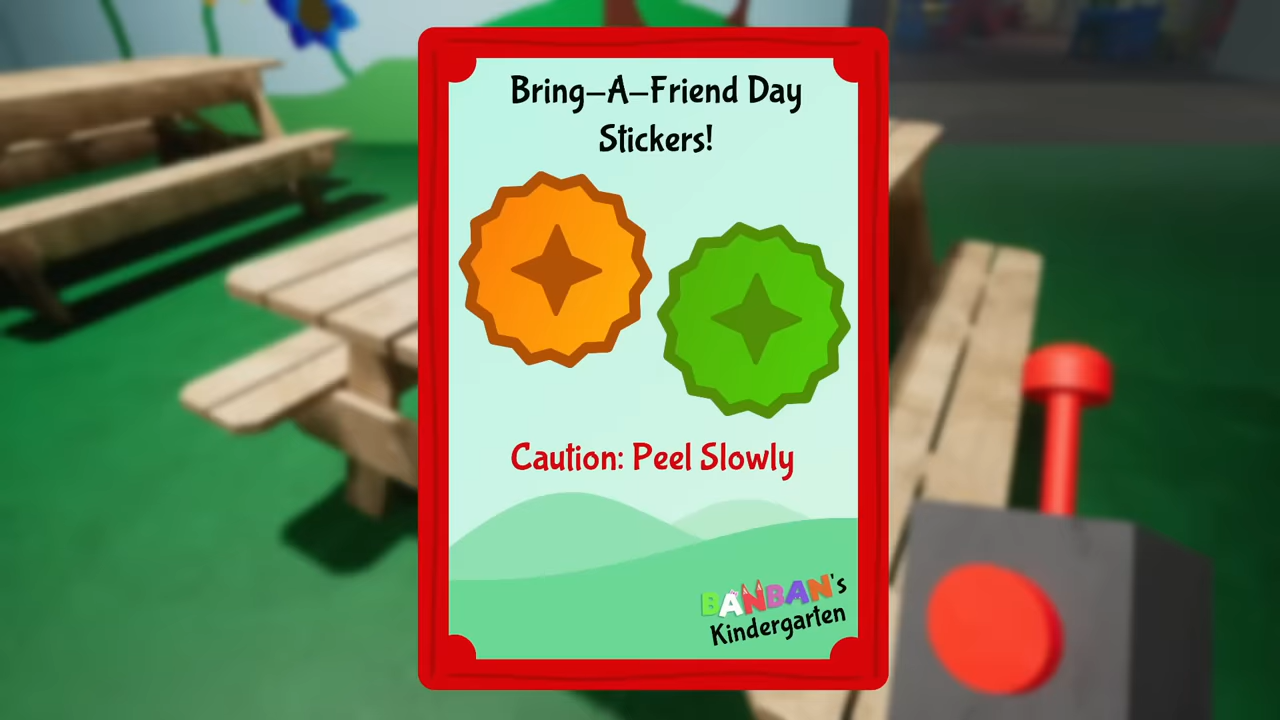 Bring-A-Friend Day
Stickers!
Caution: Peel Slowly
BANBAN's
Kindergarten